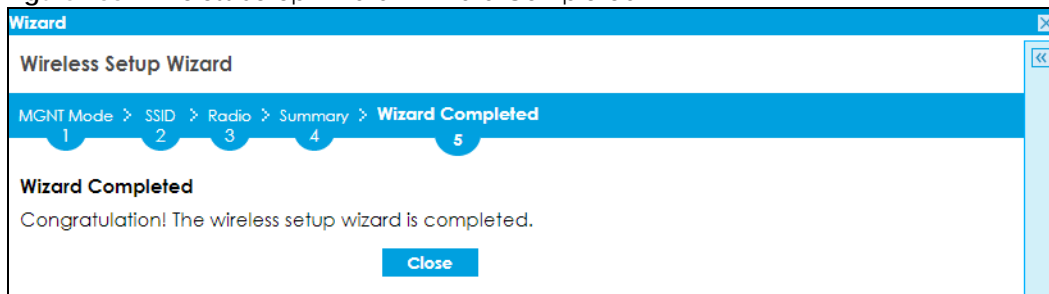 Wizard
Wireless Setup Wizard
MGNT Mode > SSID > Radio > Summary > Wizard Completed
1 2 3 4 5
Wizard Completed
Congratulation! The wireless setup wizard is completed.
Close